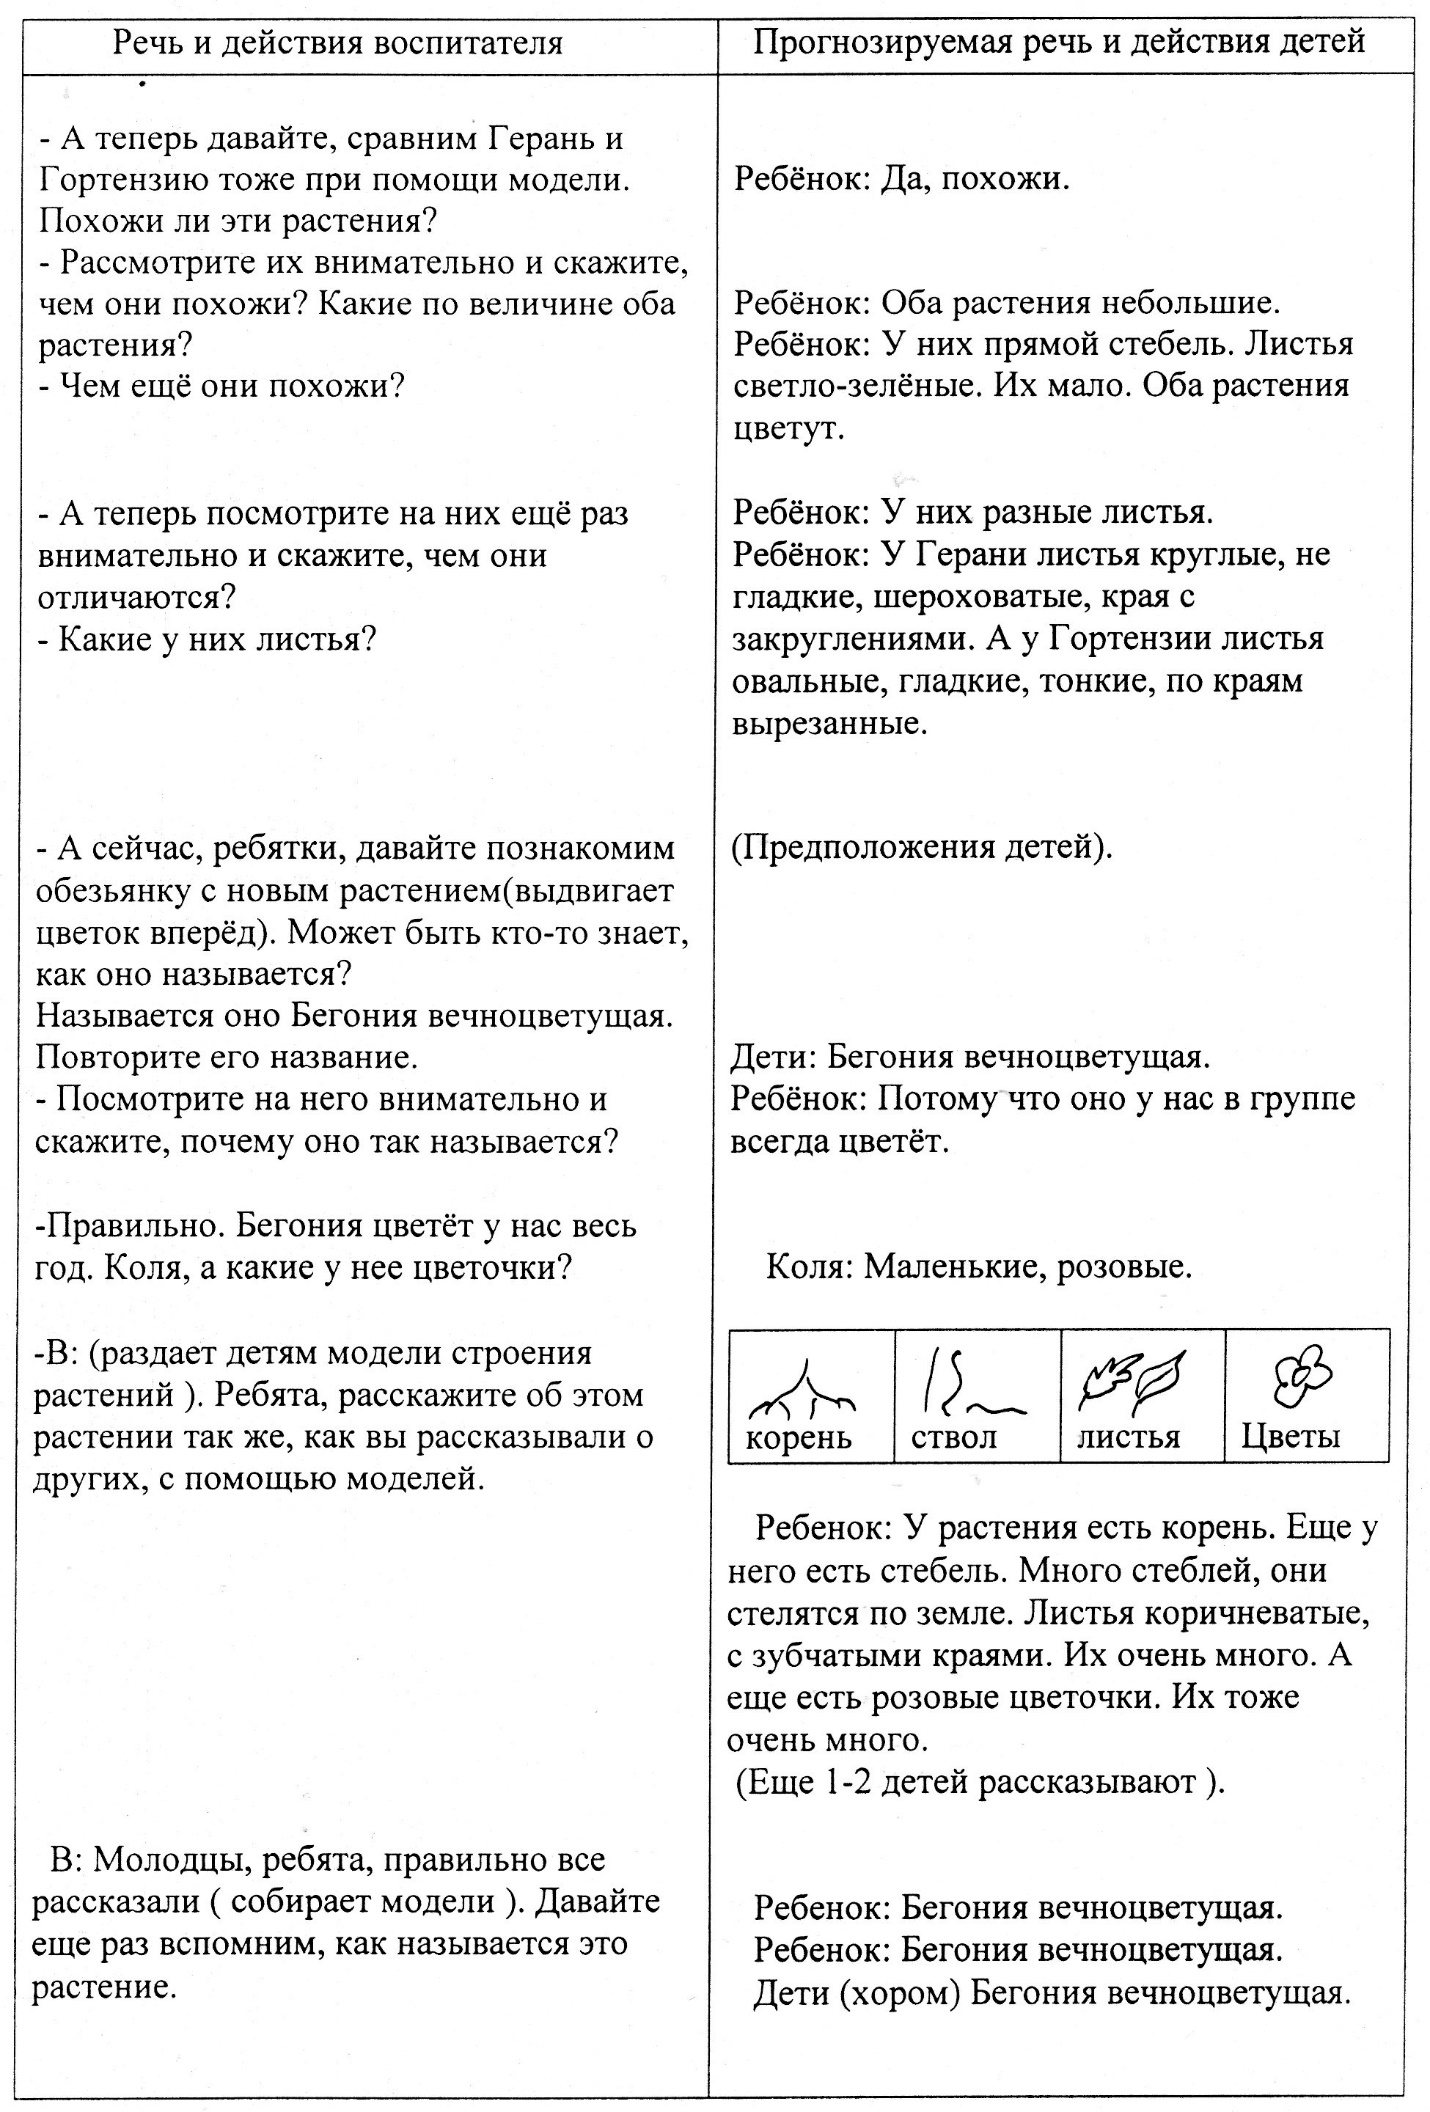 Речь и действия воспитателя
Прогнозируемая речь и действия детей
- А теперь давайте, сравним Герань и
Гортензию тоже при помощи модели.
Похожи ли эти растения?
- Рассмотрите их внимательно и скажите,
чем они похожи? Какие по величине оба
растения?
- Чем ещё они похожи?
Ребёнок: Да, похожи.
Ребёнок: Оба растения небольшие.
Ребёнок: У них прямой стебель. Листья
светло-зелёные. Их мало. Оба растения
цветут.
- А теперь посмотрите на них ещё раз
внимательно и скажите, чем они
отличаются?
- Какие у них листья?
Ребёнок: У них разные листья.
Ребёнок: У Герани листья круглые, не
гладкие, шероховатые, края с
закруглениями. А у Гортензии листья
овальные, гладкие, тонкие, по краям
вырезанные.
- А сейчас, ребятки, давайте познакомим
обезьянку с новым растением(выдвигает
цветок вперёд). Может быть кто-то знает,
как оно называется?
Называется оно Бегония вечноцветущая.
Повторите его название.
- Посмотрите на него внимательно и
скажите, почему оно так называется?
(Предположения детей).
Дети: Бегония вечноцветущая.
Ребёнок: Потому что оно у нас в группе
всегда цветёт.
-Правильно. Бегония цветёт у нас весь
год. Коля, а какие у нее цветочки?
Коля: Маленькие, розовые.
-В: (раздает детям модели строения
растений ). Ребята, расскажите об этом
растении так же, как вы рассказывали о
других, с помощью моделей.
корень
ствол
листья
Цветы
Ребенок: У растения есть корень. Еще у
него есть стебель. Много стеблей, они
стелятся по земле. Листья коричневатые,
с зубчатыми краями. Их очень много. А
еще есть розовые цветочки. Их тоже
очень много.
(Еще 1-2 детей рассказывают ).
В: Молодцы, ребята, правильно все
рассказали ( собирает модели ). Давайте
еще раз вспомним, как называется это
растение.
Ребенок: Бегония вечноцветущая.
Ребенок: Бегония вечноцветущая.
Дети (хором) Бегония вечноцветущая.